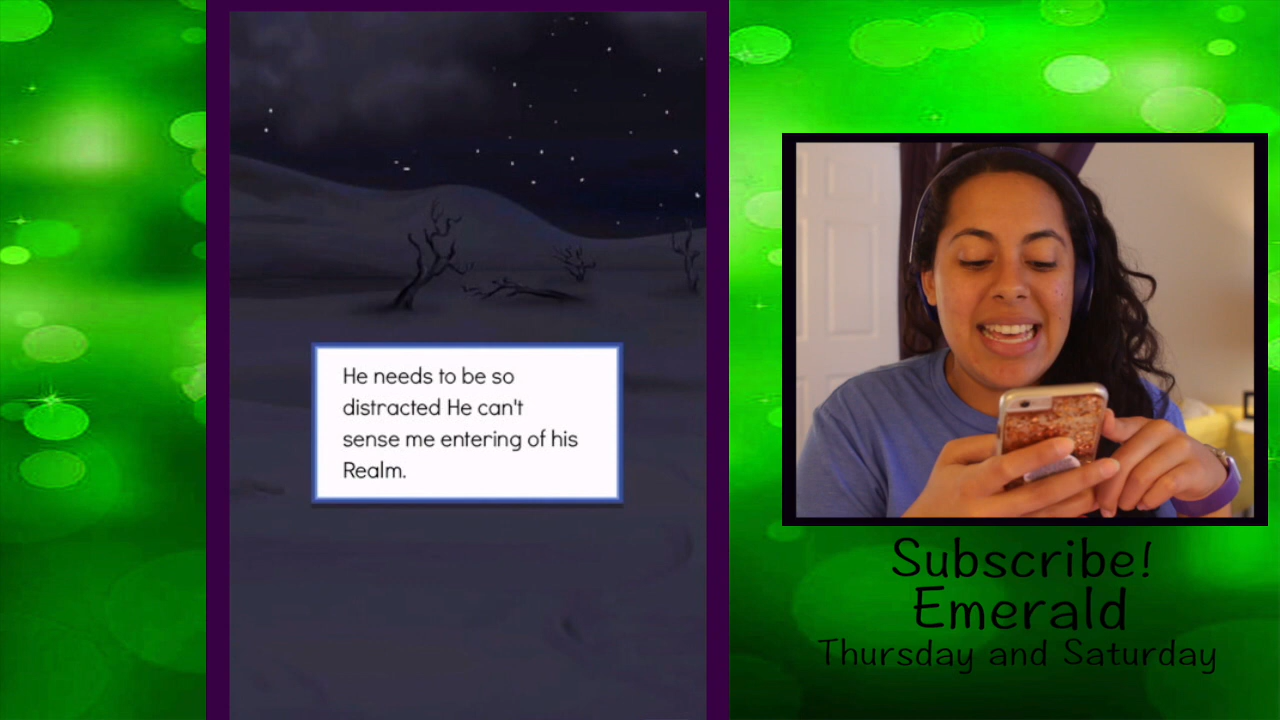 He needs to be so
distracted He can't
sense me entering of his
Realm.
Subscribe!
Emerald
Thursday and Saturday